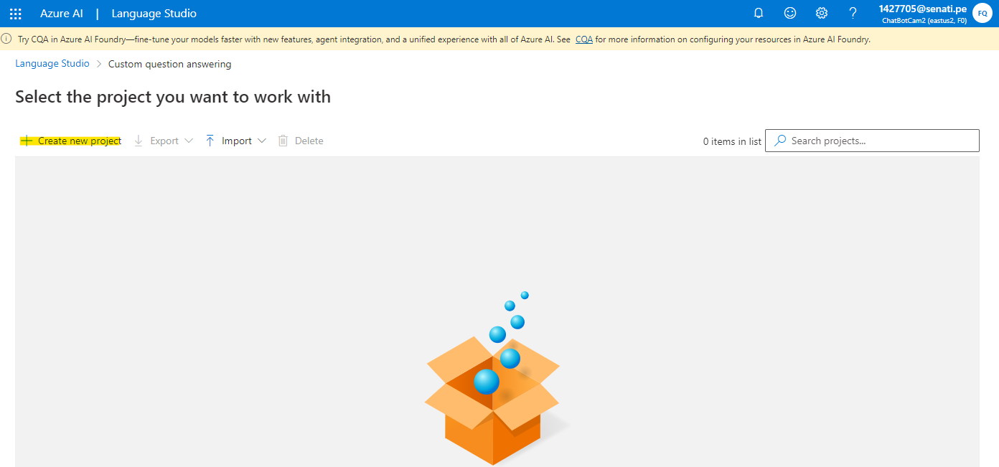 Azure AI | Language Studio
1427705@senati.pe
ChatBotCam2 (eastus2, F0)
FQ
Try CQA in Azure AI Foundry—fine-tune your models faster with new features, agent integration, and a unified experience with all of Azure AI. See CQA for more information on configuring your resources in Azure AI Foundry.
Language Studio > Custom question answering
Select the project you want to work with
Create new project Export Import Delete 0 items in list Search projects...